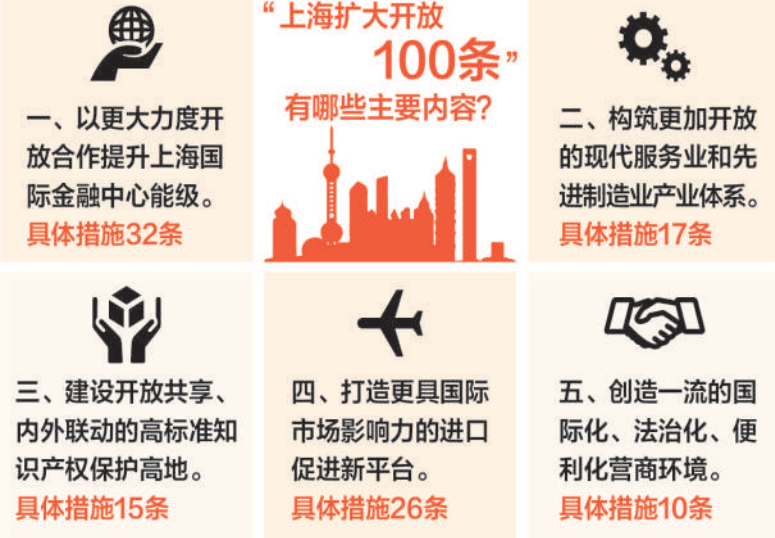 “上海扩大开放
100条”
有哪些主要内容?
一、以更大力度开
放合作提升上海国
际金融中心能级。
具体措施32条
二、构筑更加开放
的现代服务业和先
进制造业产业体系。
具体措施17条
三、建设开放共享、
内外联动的高标准知
识产权保护高地。
具体措施15条
四、打造更具国际
市场影响力的进口
促进新平台。
具体措施26条
五、创造一流的国
际化、法治化、便
利化营商环境。
具体措施10条